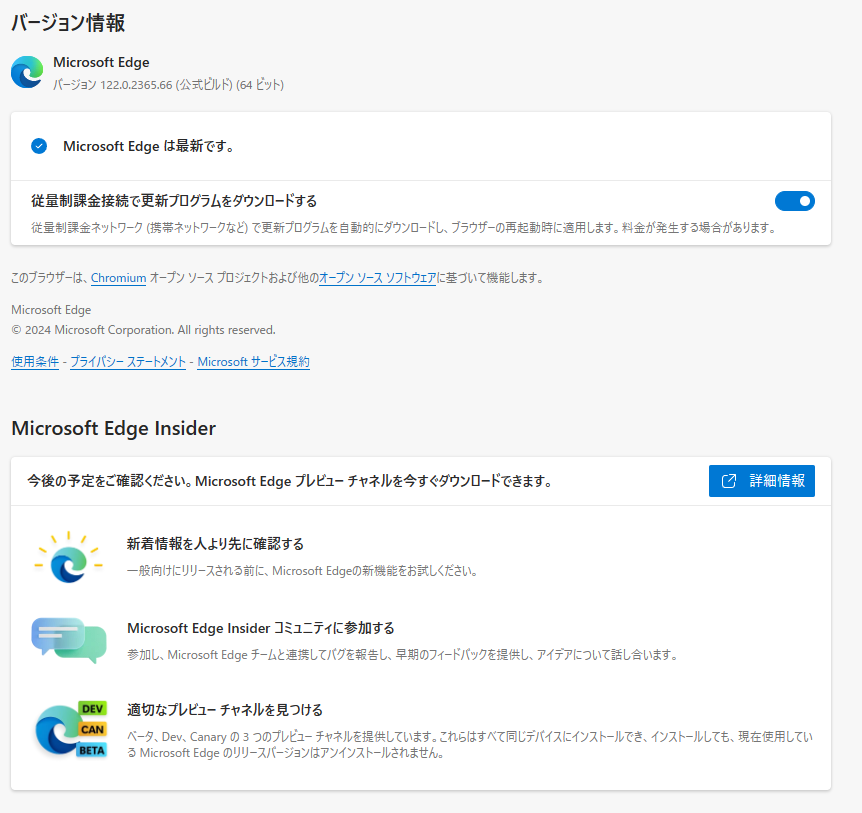 バージョン情報
Microsoft Edge
バージョン 122.0.2365.66 (公式ビルド) (64 ビット)
Microsoft Edge は最新です。
従量制課金接続で更新プログラムをダウンロードする
従量制課金ネットワーク (携帯ネットワークなど) で更新プログラムを自動的にダウンロードし、ブラウザーの再起動時に適用します。料金が発生する場合があります。
このブラウザーは、Chromium オープン ソース プロジェクトおよび他のオープン ソース ソフトウェアに基づいて機能します。
Microsoft Edge
© 2024 Microsoft Corporation. All rights reserved.
使用条件 - プライバシー ステートメント - Microsoft サービス規約
Microsoft Edge Insider
今後の予定をご確認ください。Microsoft Edge プレビュー チャネルを今すぐダウンロードできます。
詳細情報
新着情報を人より先に確認する
一般向けにリリースされる前に、Microsoft Edgeの新機能をお試しください。
Microsoft Edge Insider コミュニティに参加する
参加し、Microsoft Edge チームと連携してバグを報告し、早期のフィードバックを提供し、アイデアについて話し合います。
DEV
CAN
BETA
適切なプレビュー チャネルを見つける
ベータ、Dev、Canary の 3 つのプレビュー チャネルを提供しています。これらはすべて同じデバイスにインストールでき、インストールしても、現在使用してい
る Microsoft Edge のリリースバージョンはアンインストールされません。